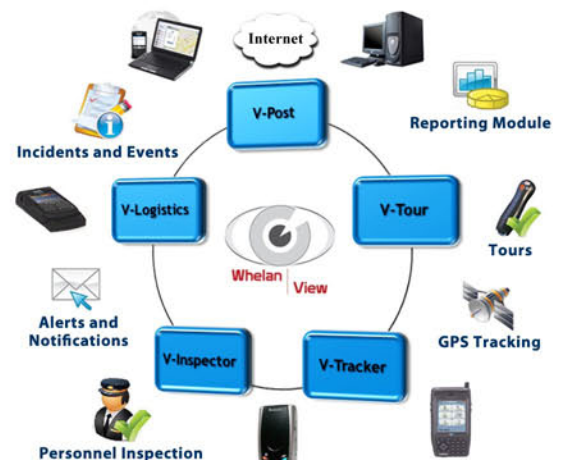 Internet
V-Post
Reporting Module
Incidents and Events
V-Logistics
V-Tour
Tours
Whelan
View
Alerts and
Notifications
GPS Tracking
V-Inspector
V-Tracker
Personnel Inspection